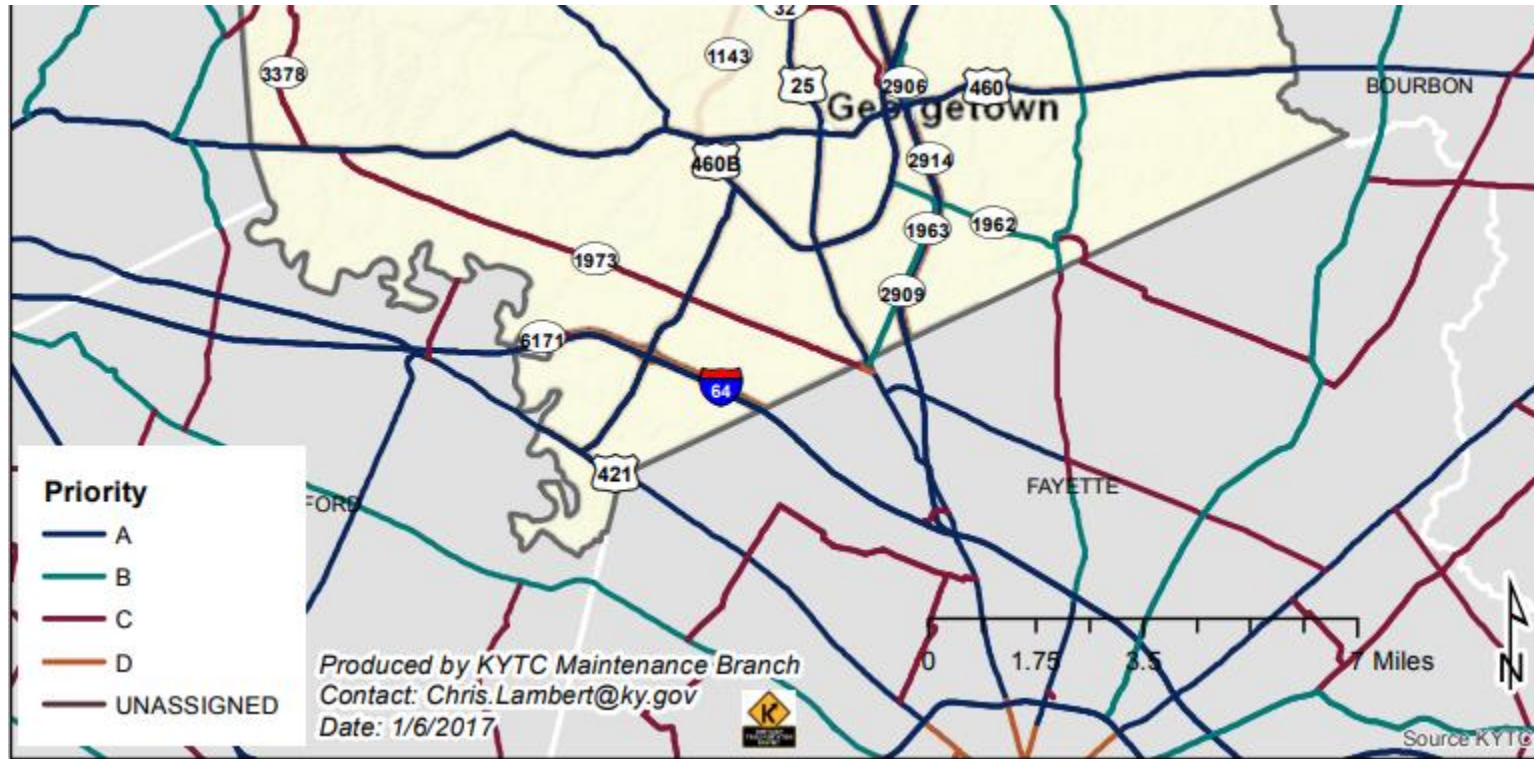 32
1143
3378
25
2906
460
BOURBON
Georgetown
460B
2914
1962
1963
1973
2909
6171
64
421
FORD
FAYETTE
Priority
A
B
C
D
UNASSIGNED
Produced by KYTC Maintenance Branch
Contact: Chris.Lambert@ky.gov
Date: 1/6/2017
0 1.75 3.5 7 Miles
N
Source KYTC